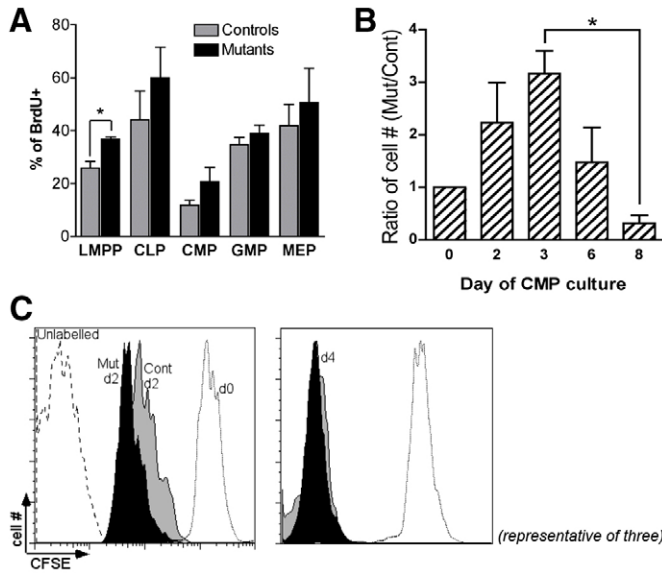 A
Controls
Mutants
% of BrdU+
80
60
40
20
0
*
LMPP CLP CMP GMP MEP
B
Ratio of cell # (Mut/Cont)
4
3
2
1
0
*
0 2 3 6 8
Day of CMP culture
C
Unlabelled
Mut
d2
Cont
d2
d0
d4
cell #
CFSE
(representative of three)